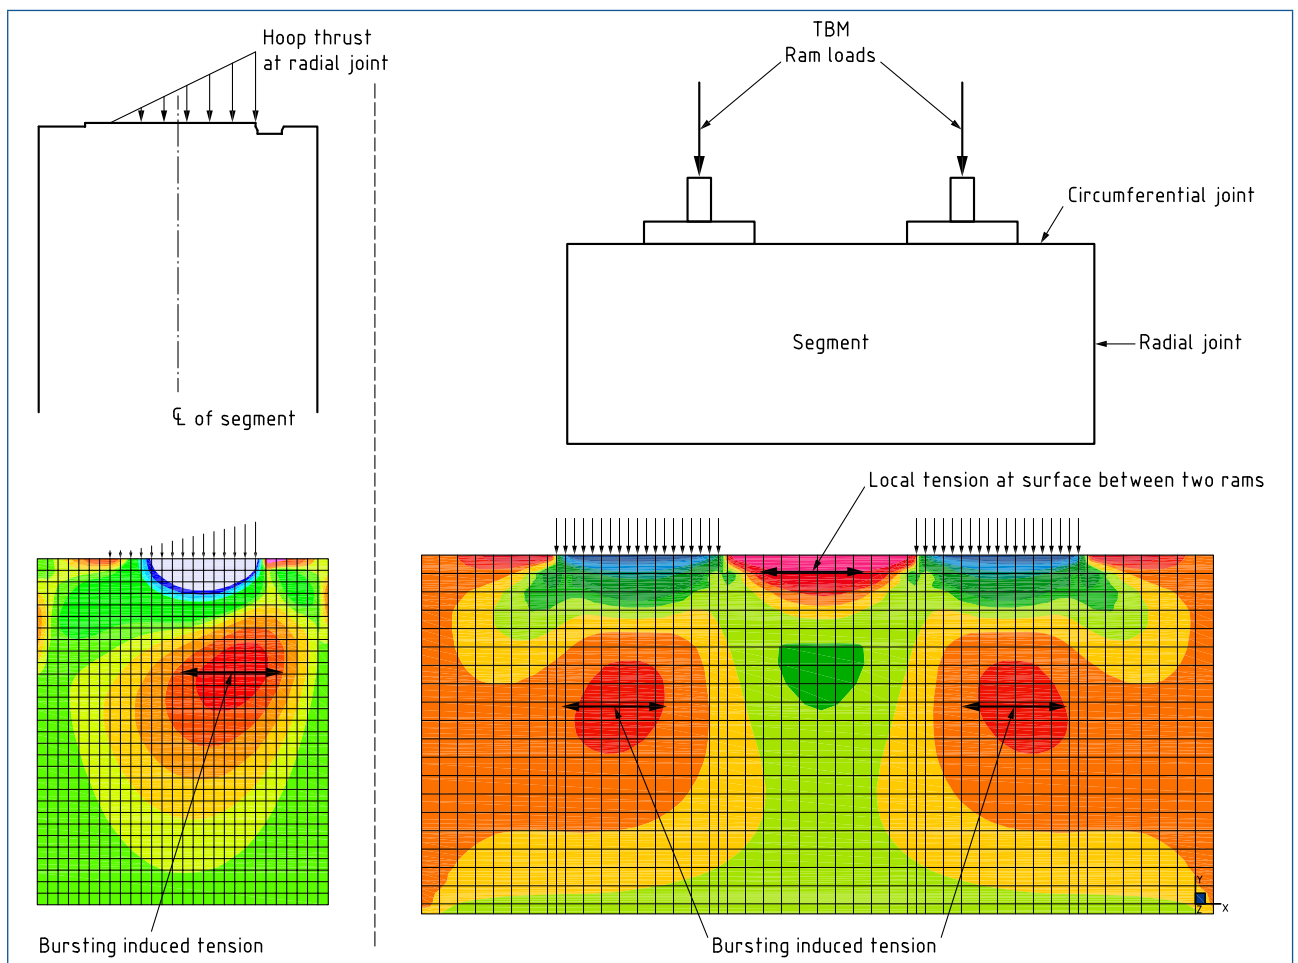 Hoop thrust
at radial joint
℄ of segment
TBM
Ram loads
Circumferential joint
Segment
Radial joint
Local tension at surface between two rams
Y
Z
X
Bursting induced tension
Bursting induced tension